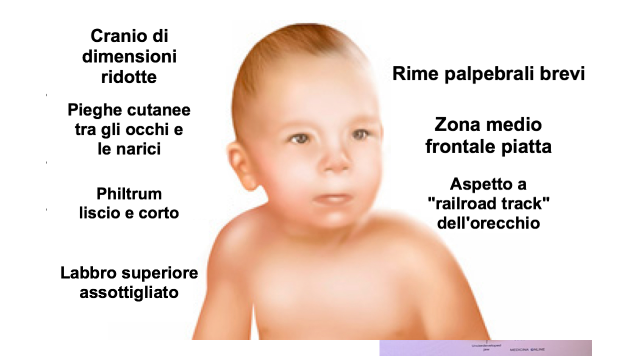 Cranio di
dimensioni
ridotte
Pieghe cutanee
tra gli occhi e
le narici
Philtrum
liscio e corto
Labbro superiore
assottigliato
Rime palpebrali brevi
Zona medio
frontale piatta
Aspetto a
"railroad track"
dell'orecchio